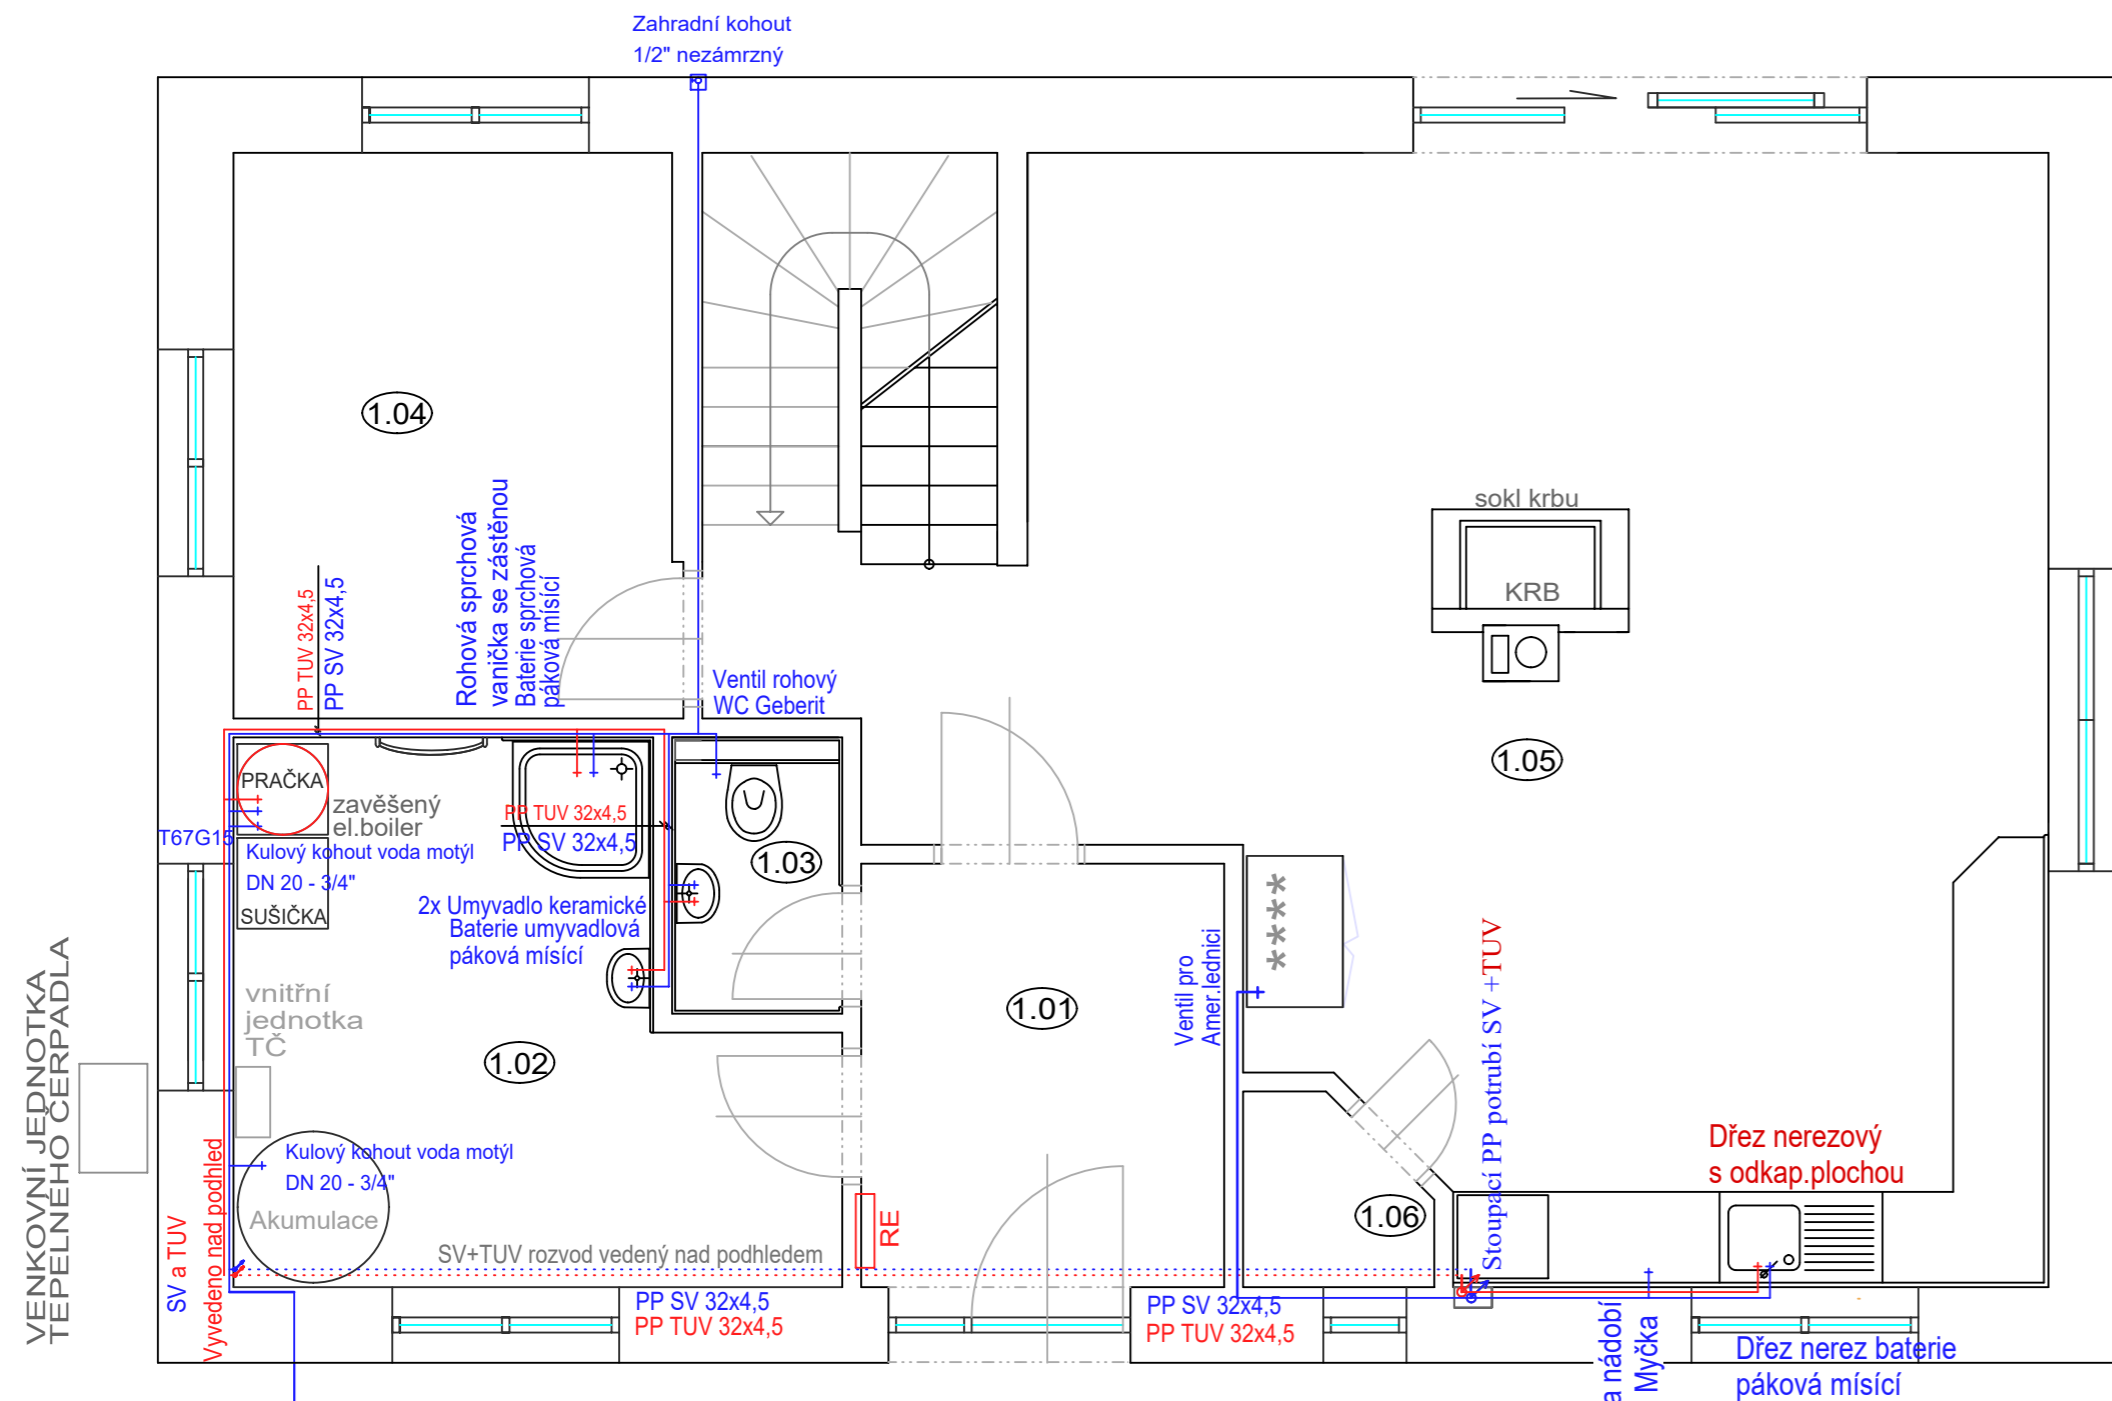 Zahradní kohout
1/2" nezámrzný
1.04
Rohová sprchová
vanička se zástěnou
Baterie sprchová
páková mísící
PP TUV 32x4,5
PP SV 32x4,5
sokl krbu
KRB
Ventil rohový
WC Geberit
1.05
PRAČKA
zavěšený
el.boiler
T67G15
Kulový kohout voda motýl
DN 20 - 3/4"
SUŠIČKA
PP TUV 32x4,5
PP SV 32x4,5
1.03
2x Umyvadlo keramické
Baterie umyvadlová
páková mísící
****
Ventil pro
Amer.lednici
1.01
vnitřní
jednotka
TČ
1.02
VENKOVNÍ JEDNOTKA
TEPELNÉHO ČERPADLA
Kulový kohout voda motýl
DN 20 - 3/4"
Akumulace
SV a TUV
Vyvedeno nad podhled
SV+TUV rozvod vedený nad podhledem
RE
1.06
Stoupací PP potrubí SV +TUV
Dřez nerezový
s odkap.plochou
PP SV 32x4,5
PP TUV 32x4,5
PP SV 32x4,5
PP TUV 32x4,5
a nádobí
Myčka
Dřez nerez baterie
páková mísící